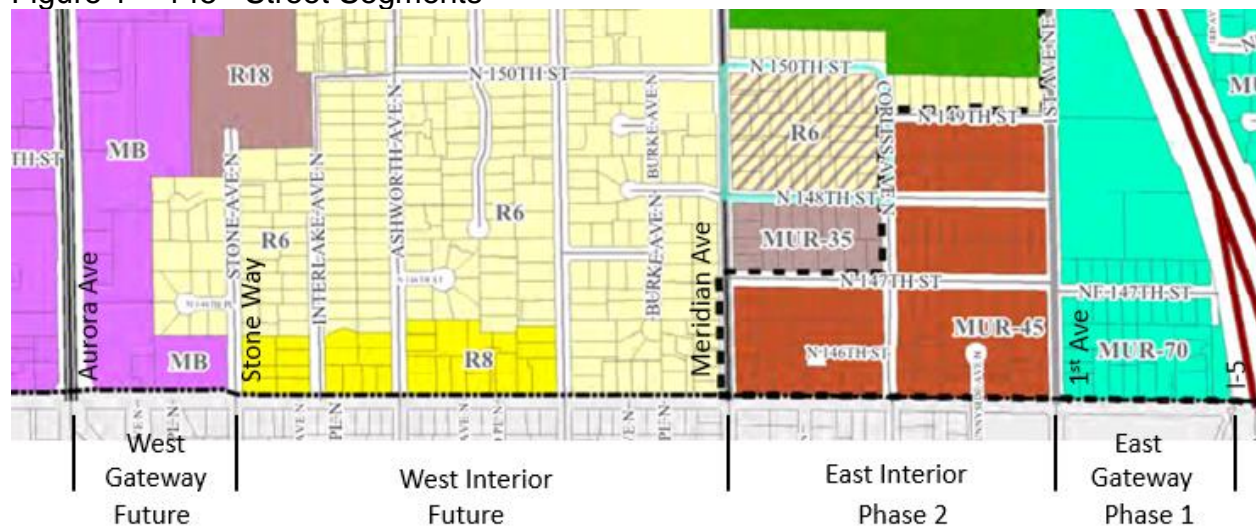 Figure 1 – 145th Street Segments
R18
N 150TH ST
N 150TH ST
1ST AVE NE
MB
TH ST
CORLISS AVE N
N 149TH ST
R6
BURKE AVE N
ASHWORTH AVE N
INTERLAKE AVE N
STONE AVE N
N 148TH ST
R6
R6
MUR-35
BURKE AVE N
N 147TH ST
NE 147TH ST
Aurora Ave
Stone Way
Meridian Ave
1st Ave
I-5
MB
R8
N 146TH ST
MUR-45
MUR-70
West
Gateway
Future
West Interior
Future
East Interior
Phase 2
East
Gateway
Phase 1